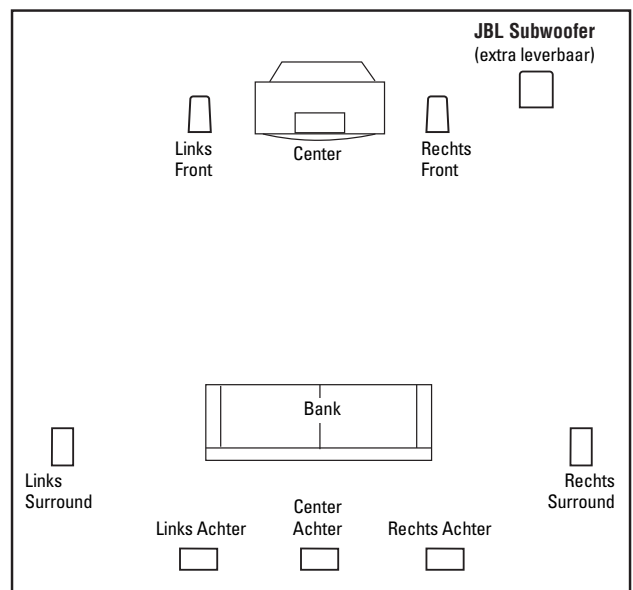 JBL Subwoofer
(extra leverbaar)
Links
Front
Center
Rechts
Front
Bank
Links
Surround
Rechts
Surround
Links Achter
Center
Achter
Rechts Achter